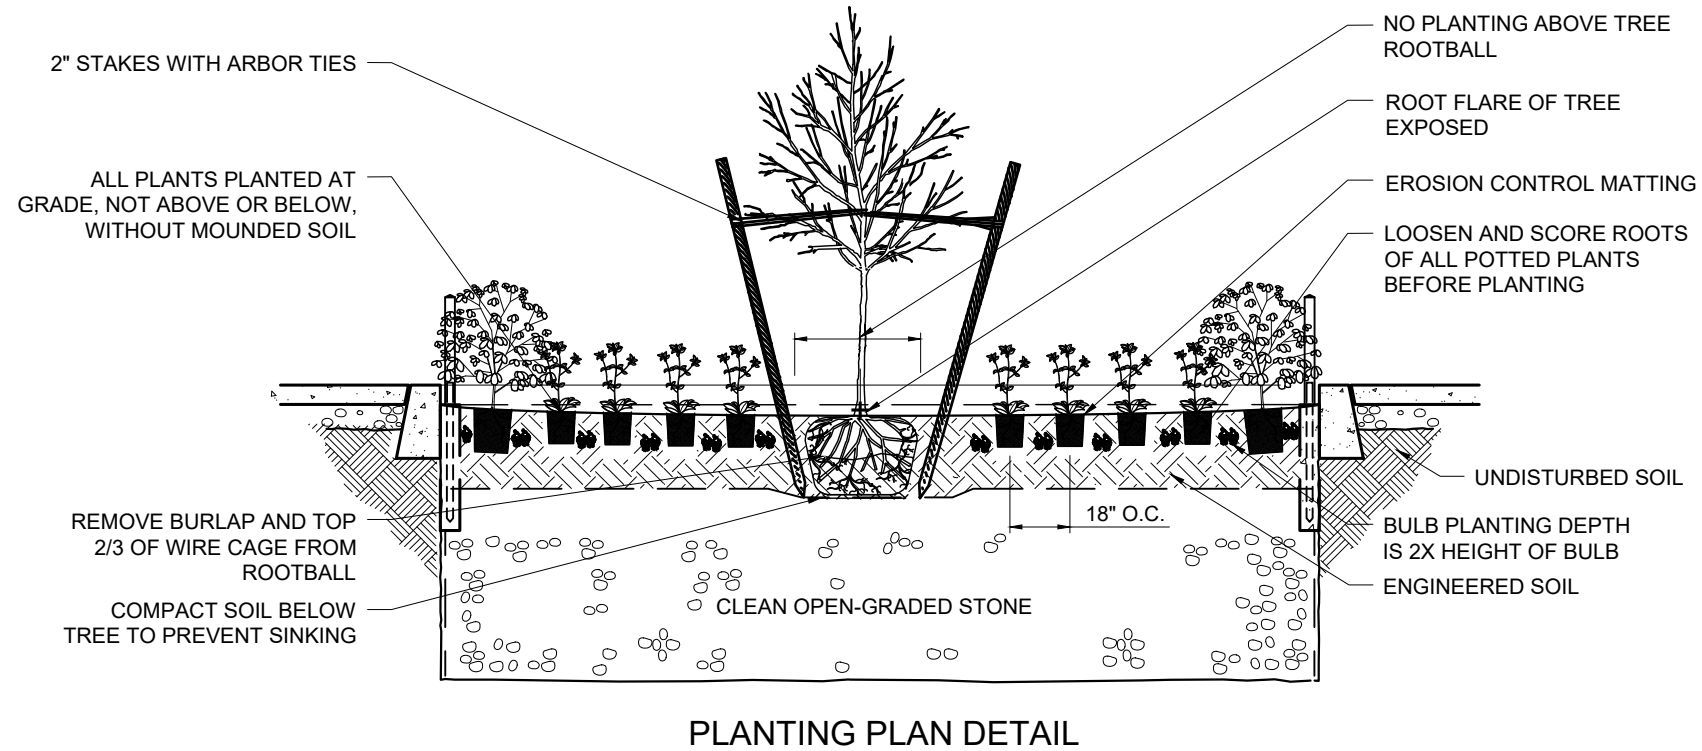 2" STAKES WITH ARBOR TIES
ALL PLANTS PLANTED AT
GRADE, NOT ABOVE OR BELOW,
WITHOUT MOUNDED SOIL
REMOVE BURLAP AND TOP
2/3 OF WIRE CAGE FROM
ROOTBALL
COMPACT SOIL BELOW
TREE TO PREVENT SINKING
NO PLANTING ABOVE TREE
ROOTBALL
ROOT FLARE OF TREE
EXPOSED
EROSION CONTROL MATTING
LOOSEN AND SCORE ROOTS
OF ALL POTTED PLANTS
BEFORE PLANTING
UNDISTURBED SOIL
18" O.C.
BULB PLANTING DEPTH
IS 2X HEIGHT OF BULB
ENGINEERED SOIL
CLEAN OPEN-GRADED STONE
PLANTING PLAN DETAIL